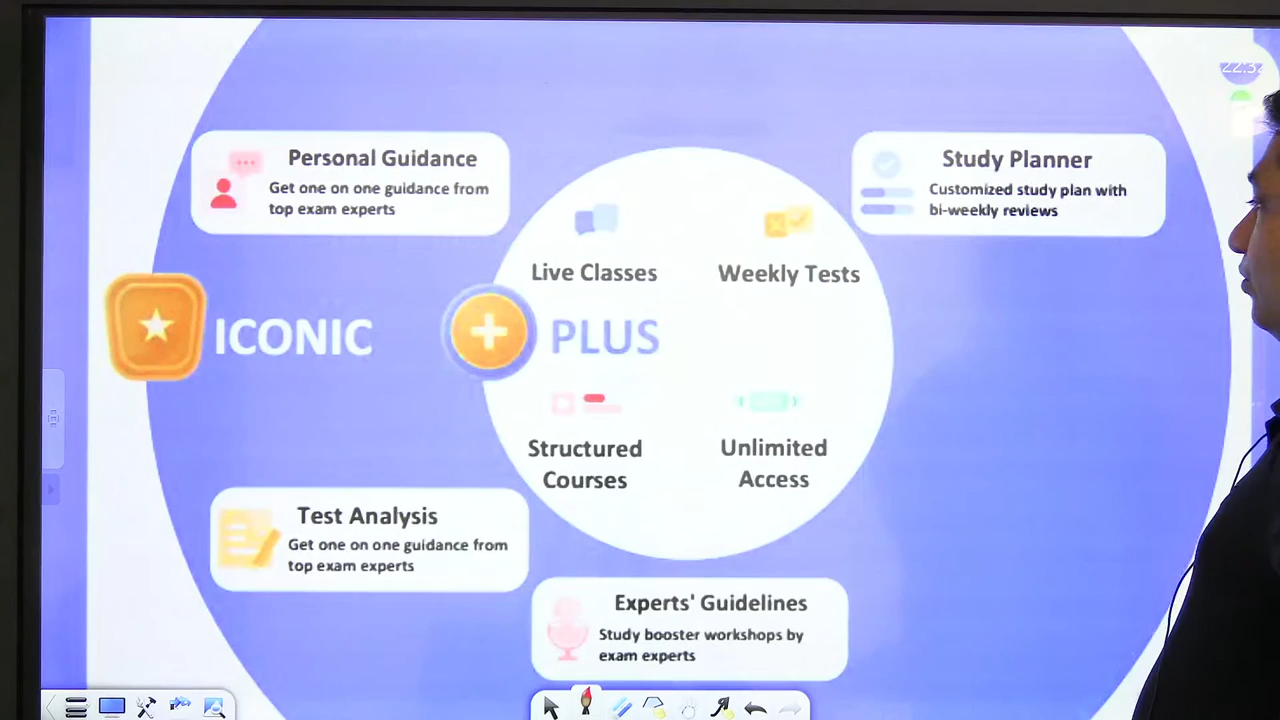 22:32
Personal Guidance
Get one on one guidance from
top exam experts
Study Planner
Customized study plan with
bi-weekly reviews
Live Classes
Weekly Tests
ICONIC
PLUS
Structured
Courses
Unlimited
Access
Test Analysis
Get one on one guidance from
top exam experts
Experts' Guidelines
Study booster workshops by
exam experts